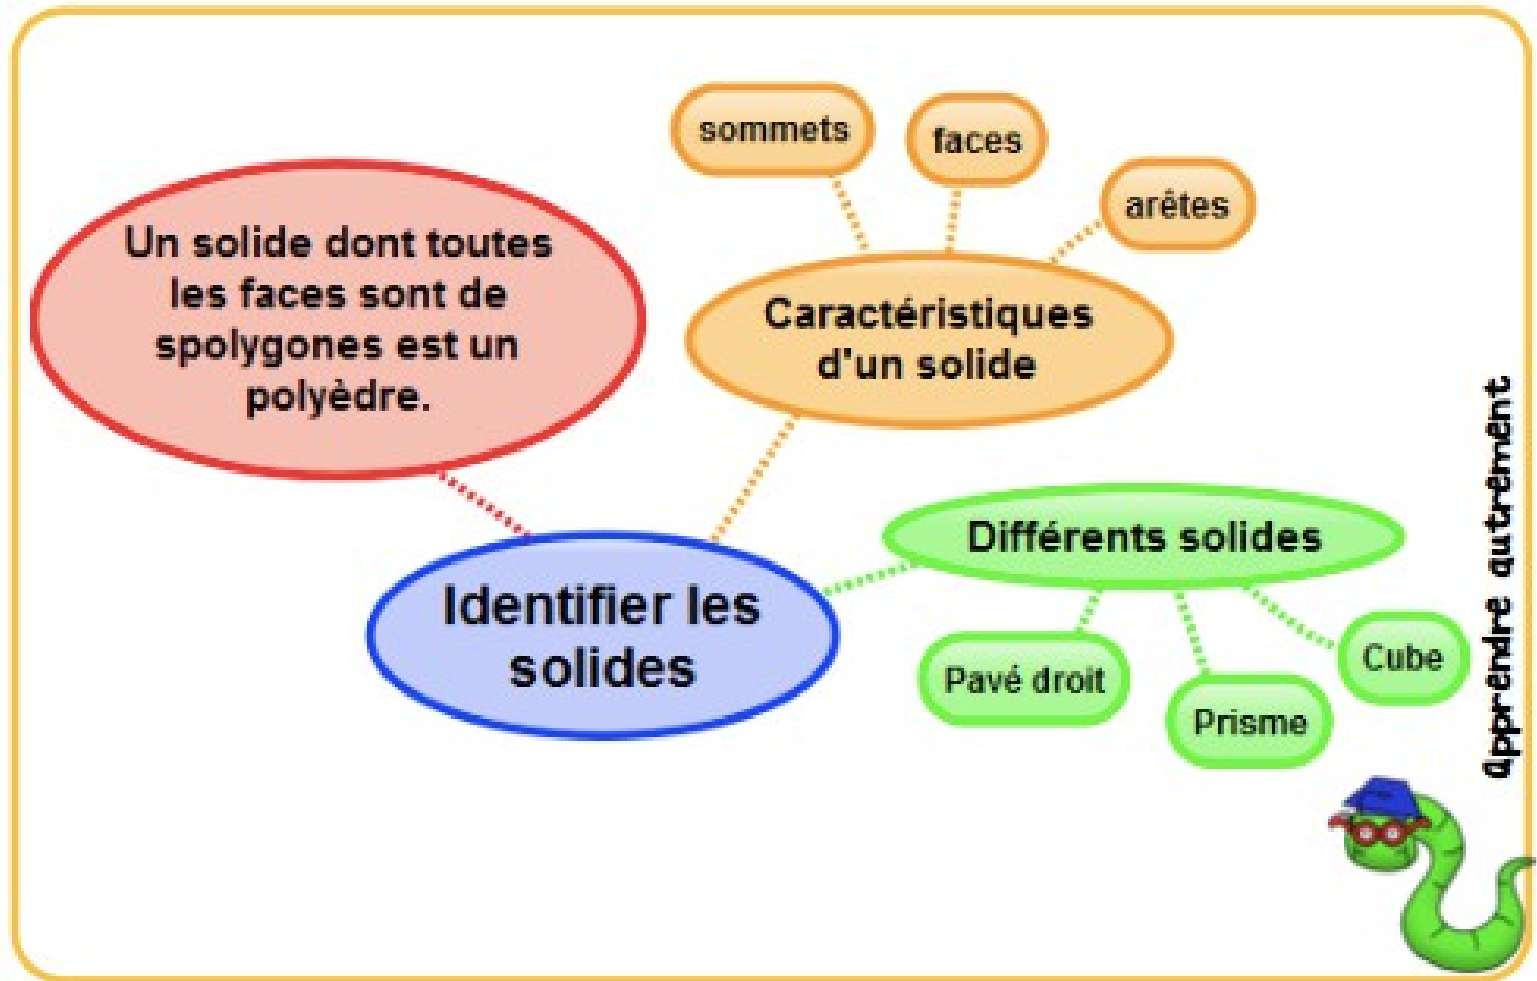 sommets
faces
arêtes
Un solide dont toutes
les faces sont de
spolygones est un
polyèdre.
Caractéristiques
d'un solide
Différents solides
Identifier les
solides
Pavé droit
Prisme
Cube
apprendre autrement